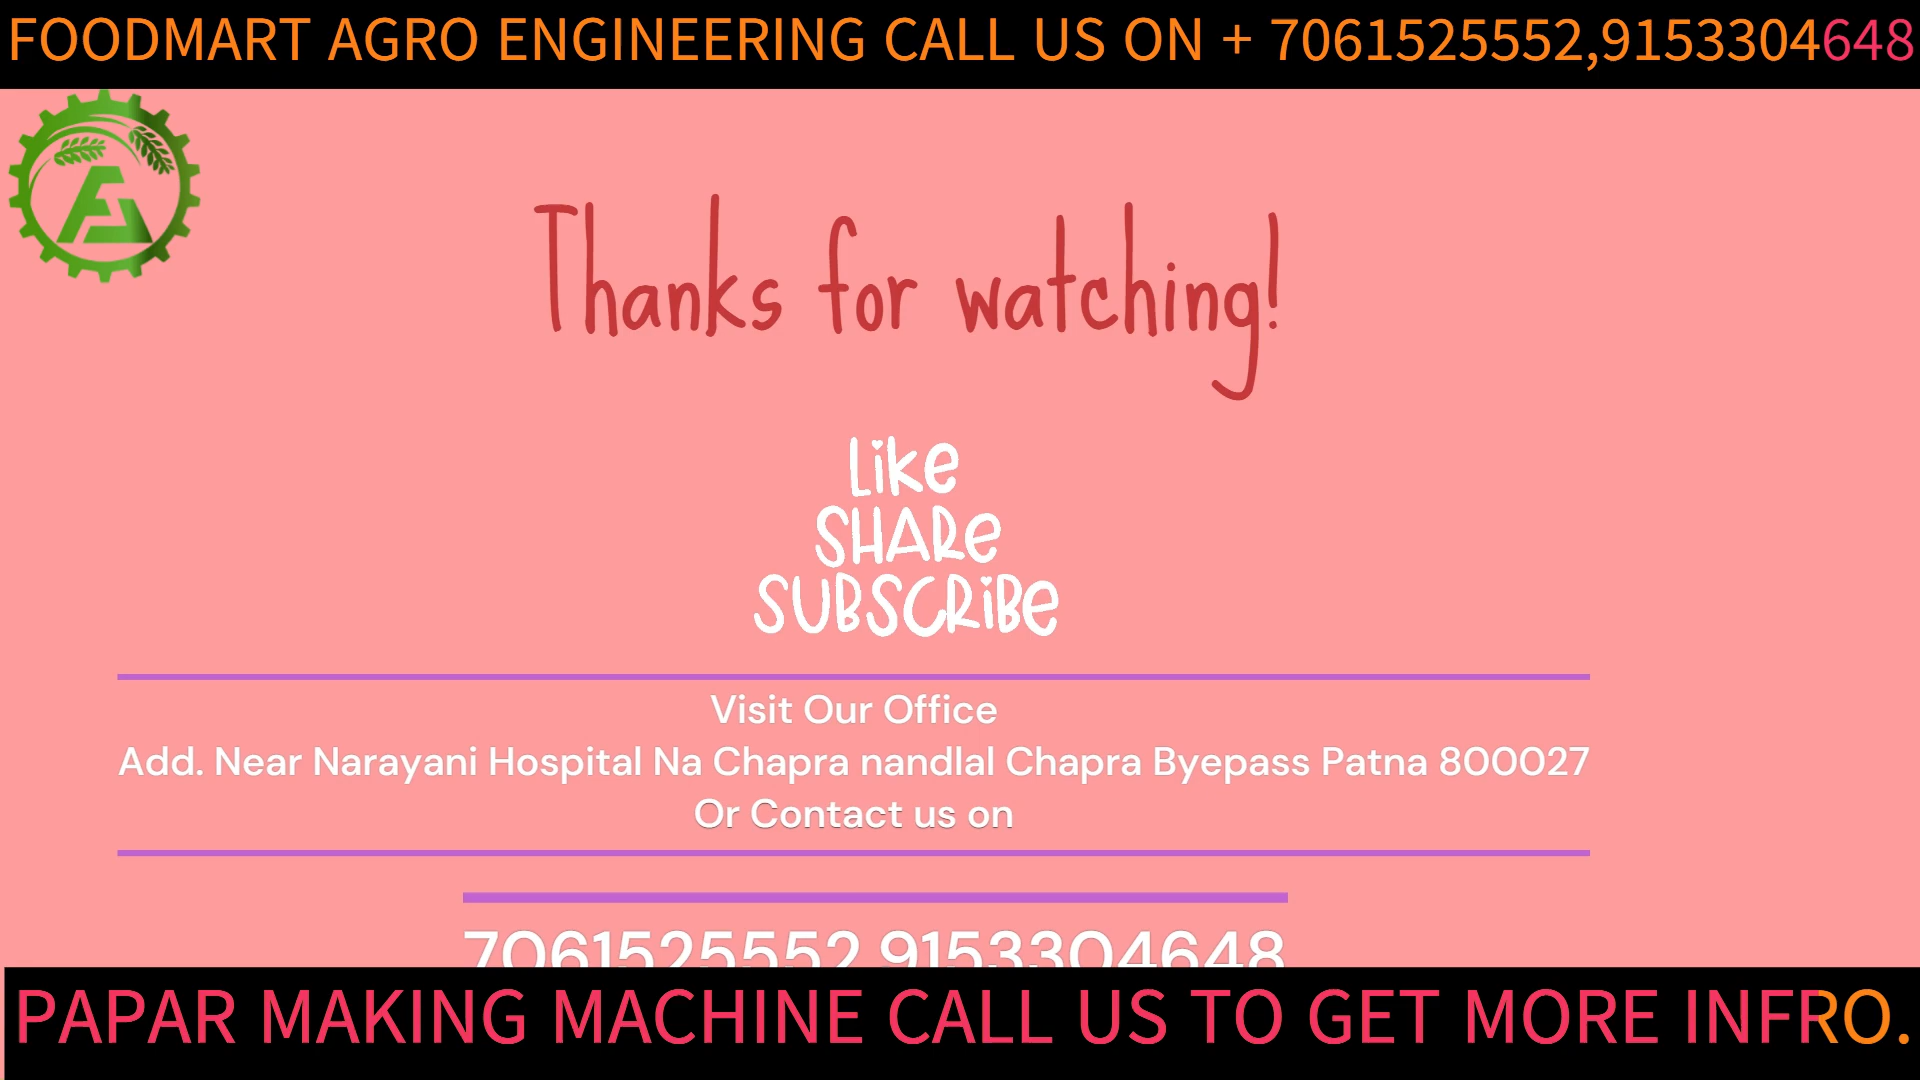 FOODMART AGRO ENGINEERING CALL US ON + 7061525552,9153304648
Thanks for watching!
Like
SHARe
SUBSCRiBe
Visit Our Office
Add. Near Narayani Hospital Na Chapra nandlal Chapra Byepass Patna 800027
Or Contact us on
7061525552 9153304648
PAPAR MAKING MACHINE CALL US TO GET MORE INFRO.